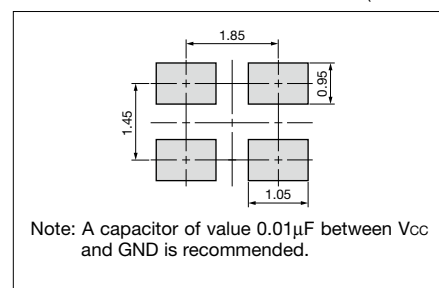 1.85
0.95
1.45
1.05
Note: A capacitor of value 0.01µF between Vcc
and GND is recommended.